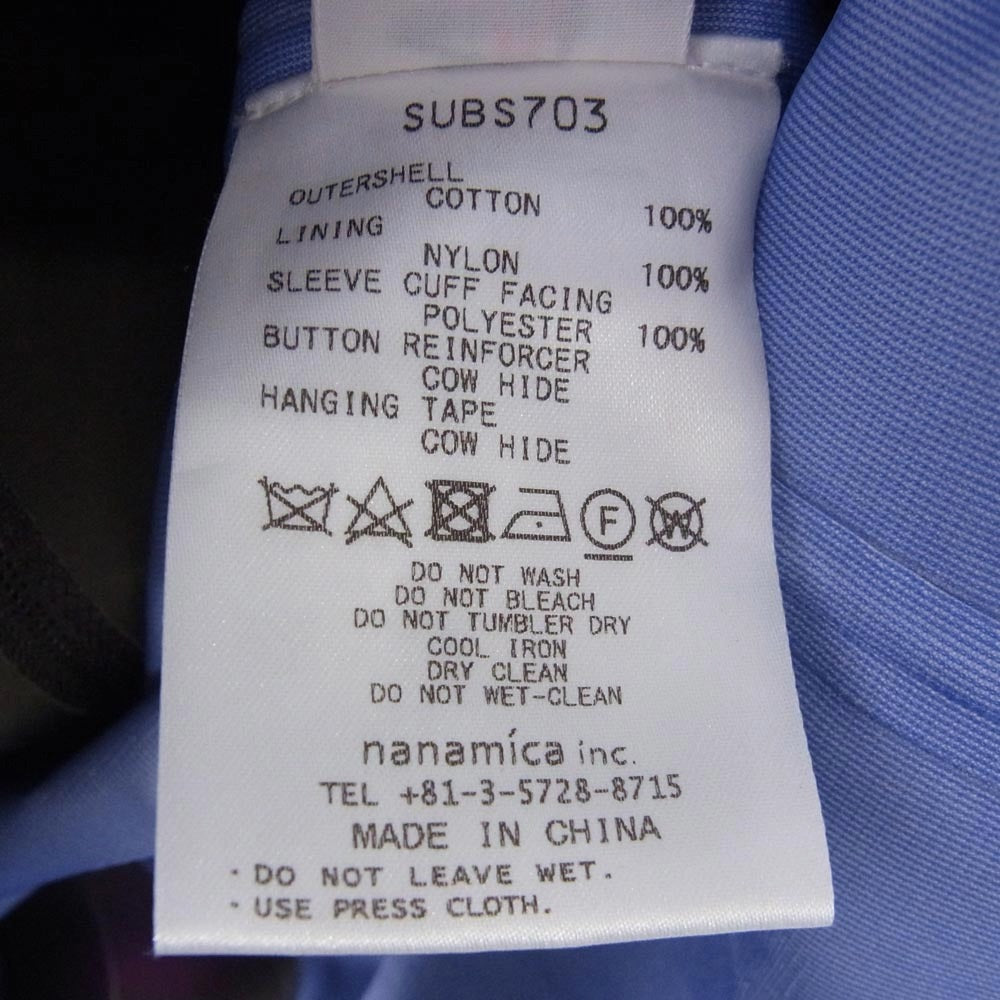 SUBS703
OUTERSHELL
COTTON 100%
LINING
NYLON 100%
SLEEVE CUFF FACING
POLYESTER 100%
BUTTON REINFORCER
COW HIDE
HANGING TAPE
COW HIDE
F W
DO NOT WASH
DO NOT BLEACH
DO NOT TUMBLER DRY
COOL IRON
DRY CLEAN
DO NOT WET-CLEAN
nanamica inc.
TEL +81-3-5728-8715
MADE IN CHINA
・DO NOT LEAVE WET.
・USE PRESS CLOTH.